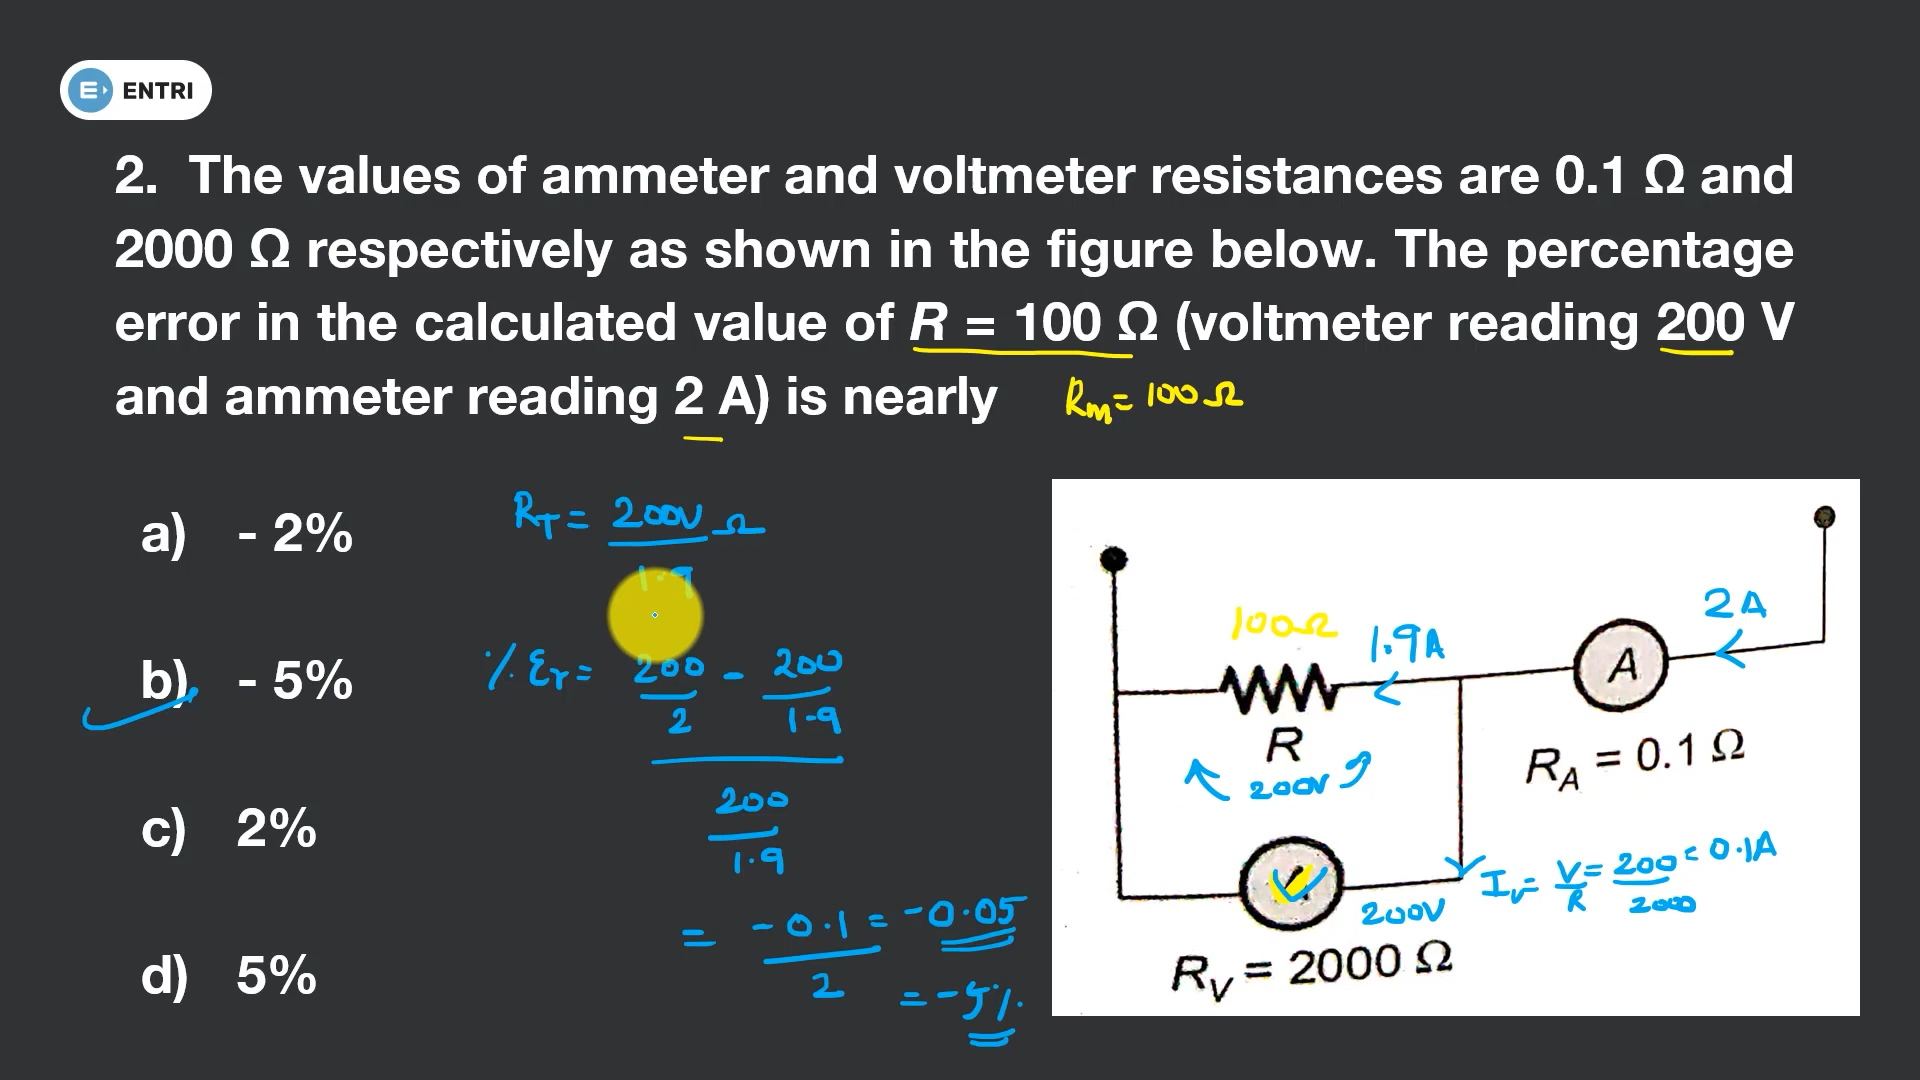 ENTRI
2. The values of ammeter and voltmeter resistances are 0.1 Ω and
2000 Ω respectively as shown in the figure below. The percentage
error in the calculated value of R = 100 Ω (voltmeter reading 200 V
and ammeter reading 2 A) is nearly
Rm = 100 Ω
a) - 2%
b) - 5%
c) 2%
d) 5%
RT = 200V Ω
1.9
% Er = 200 - 200
2 1.9
200
1.9
= -0.1 = -0.05
2
= -5%
100Ω
1.9A
2A
A
R
200V
RA = 0.1 Ω
Iv = V = 200 = 0.1A
R 2000
200V
RV = 2000 Ω